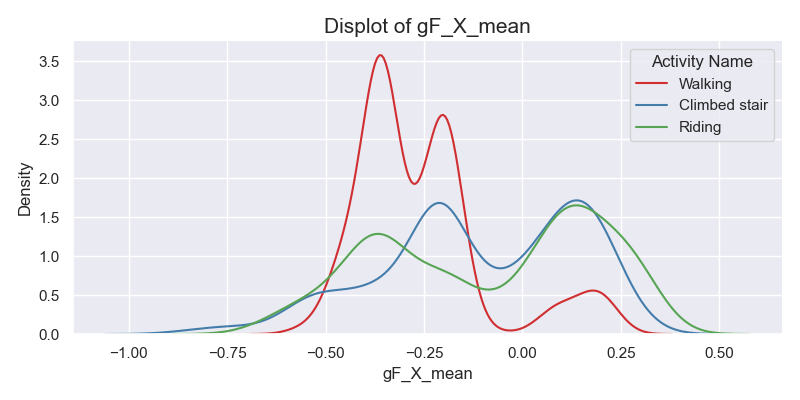 Displot of gF_X_mean
Activity Name
Walking
Climbed stair
Riding
Density
3.5
3.0
2.5
2.0
1.5
1.0
0.5
0.0
−1.00
−0.75
−0.50
−0.25
0.00
0.25
0.50
gF_X_mean